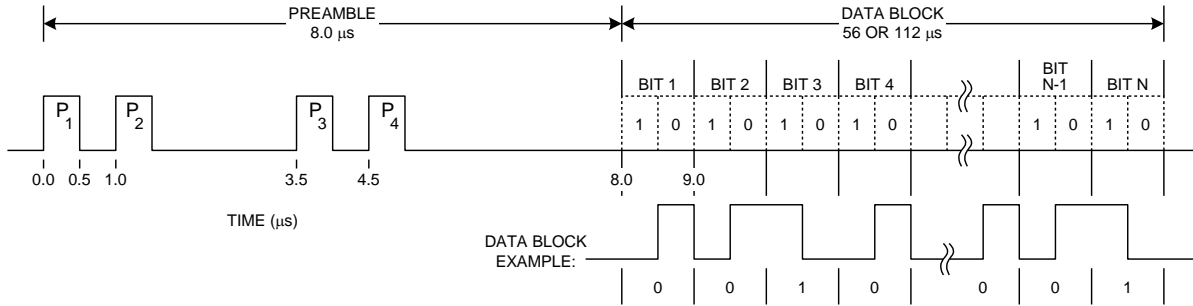 PREAMBLE
8.0 μs
DATA BLOCK
56 OR 112 μs
BIT 1 BIT 2 BIT 3 BIT 4 BIT N-1 BIT N
P1 P2 P3 P4
1 0 1 0 1 0 1 0 1 0 1 0
0.0 0.5 1.0 3.5 4.5 8.0 9.0
TIME (μs)
DATA BLOCK
EXAMPLE:
0 0 1 0 0 0 1